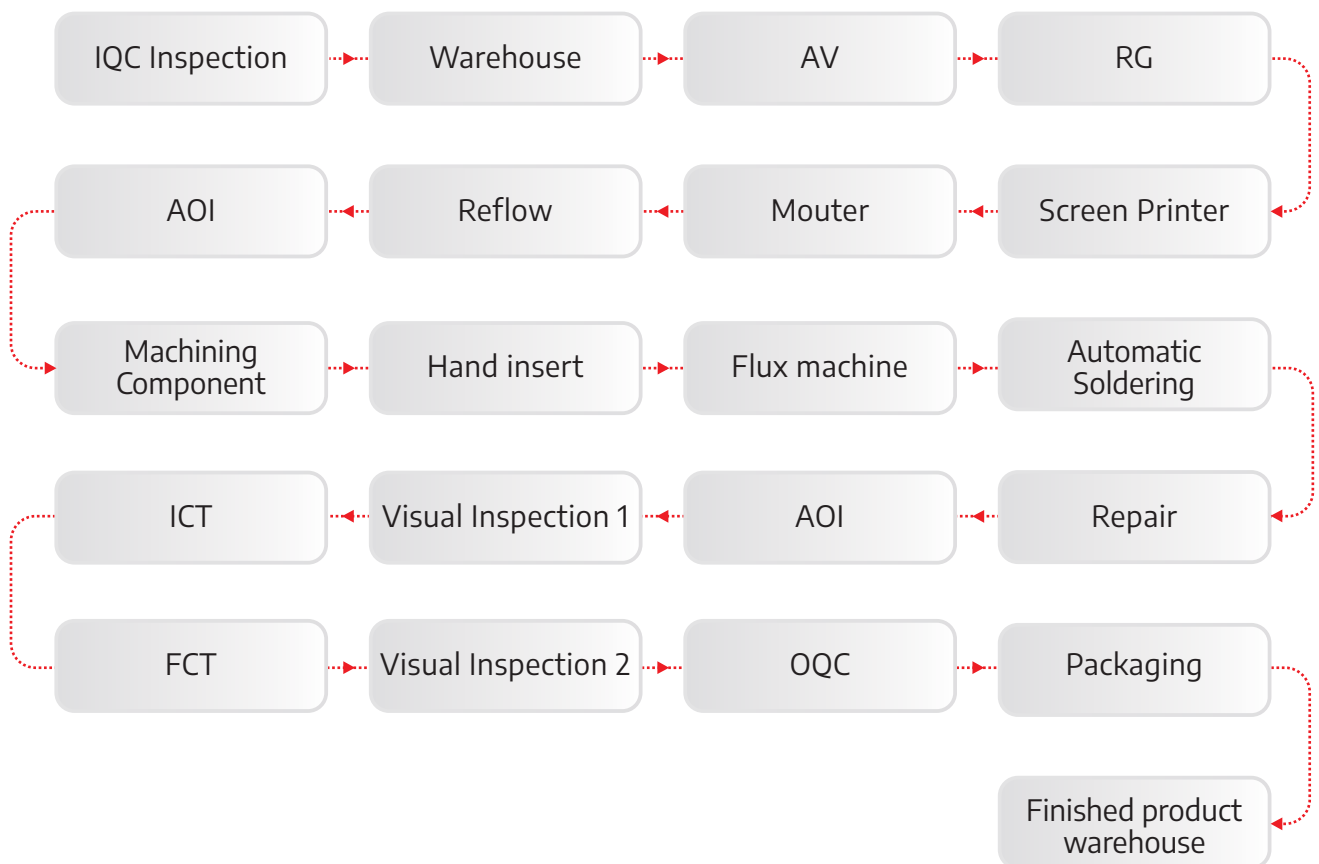 IQC Inspection
Warehouse
AV
RG
Screen Printer
Mouter
Reflow
AOI
Machining
Component
Hand insert
Flux machine
Automatic
Soldering
Repair
AOI
Visual Inspection 1
ICT
FCT
Visual Inspection 2
OQC
Packaging
Finished product
warehouse